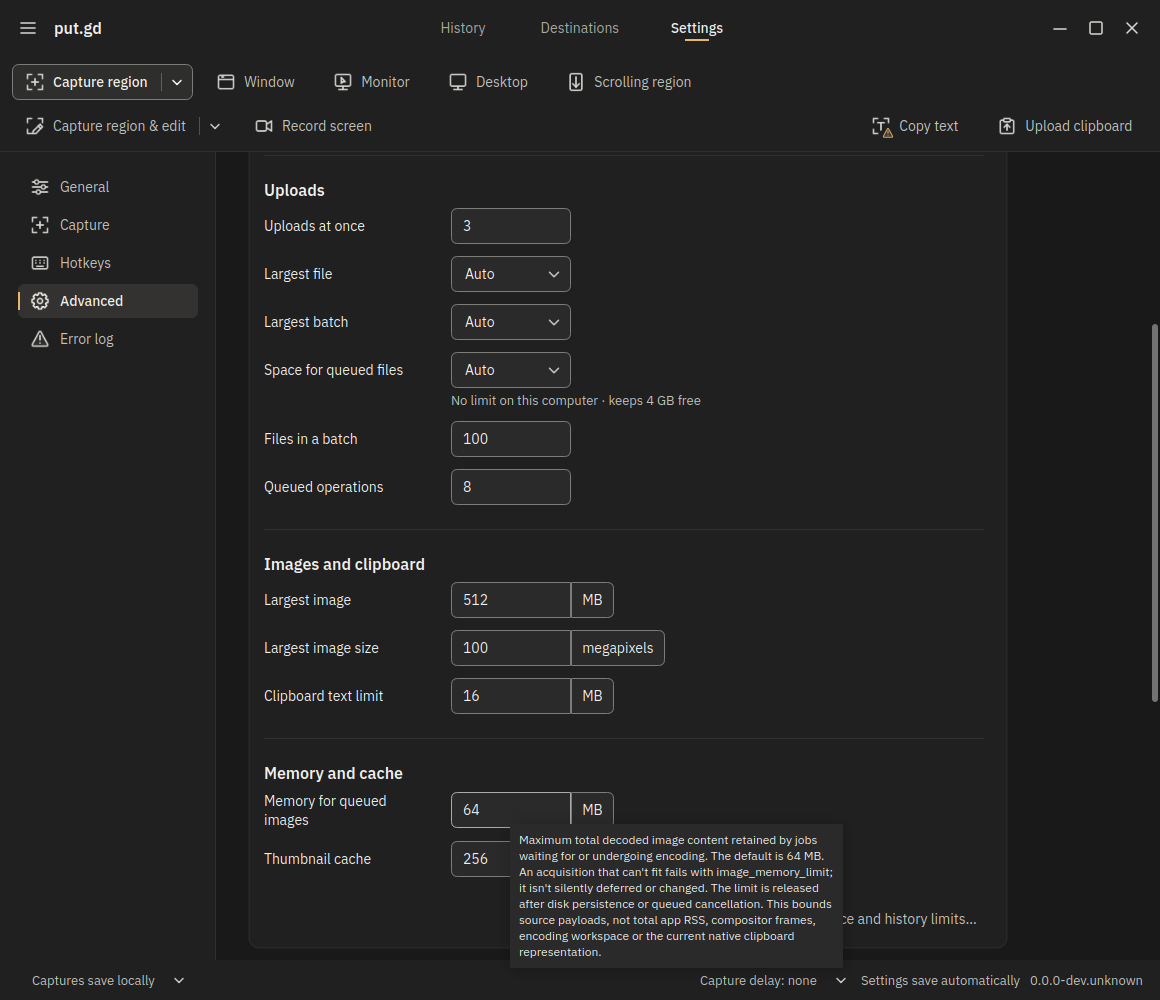 put.gd
History
Destinations
Settings
Capture region
Window
Monitor
Desktop
Scrolling region
Capture region & edit
Record screen
Copy text
Upload clipboard
General
Capture
Hotkeys
Advanced
Error log
Uploads
Uploads at once
3
Largest file
Auto
Largest batch
Auto
Space for queued files
Auto
No limit on this computer · keeps 4 GB free
Files in a batch
100
Queued operations
8
Images and clipboard
Largest image
512
MB
Largest image size
100
megapixels
Clipboard text limit
16
MB
Memory and cache
Memory for queued
images
64
MB
Thumbnail cache
256
Maximum total decoded image content retained by jobs
waiting for or undergoing encoding. The default is 64 MB.
An acquisition that can't fit fails with image_memory_limit;
it isn't silently deferred or changed. The limit is released
after disk persistence or queued cancellation. This bounds
source payloads, not total app RSS, compositor frames,
encoding workspace or the current native clipboard
representation.
and history limits...
Captures save locally
Capture delay: none
Settings save automatically
0.0.0-dev.unknown